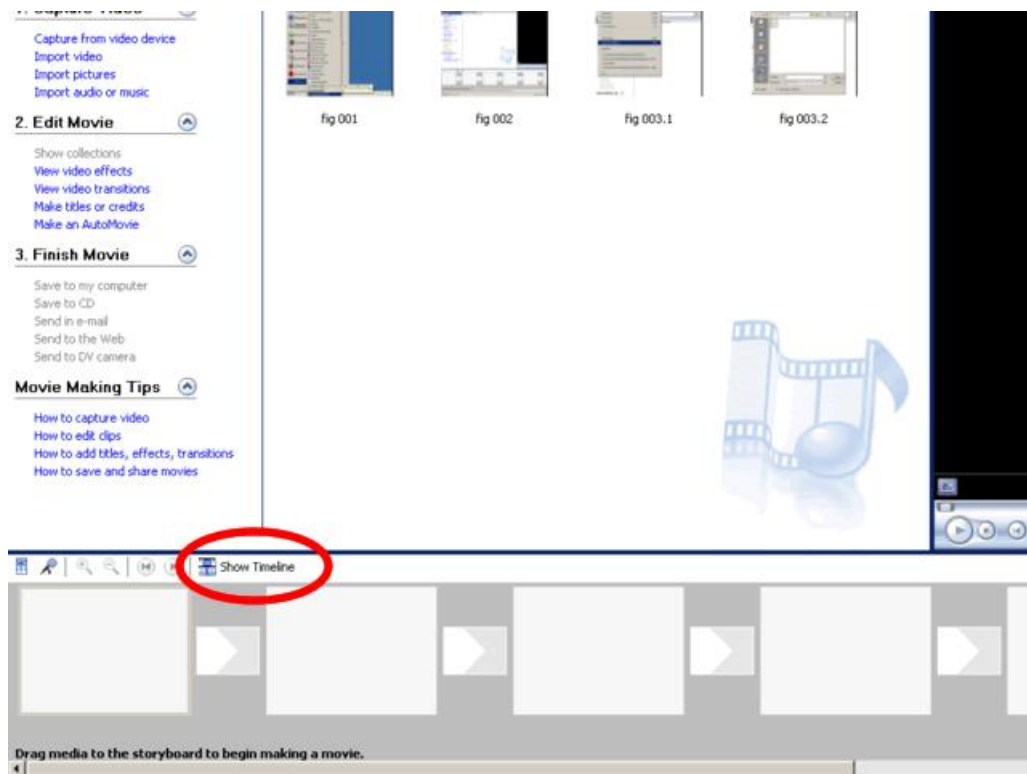 1. Capture Video
Capture from video device
Import video
Import pictures
Import audio or music
2. Edit Movie
Show collections
View video effects
View video transitions
Make titles or credits
Make an AutoMovie
3. Finish Movie
Save to my computer
Save to CD
Send in e-mail
Send to the Web
Send to DV camera
Movie Making Tips
How to capture video
How to edit clips
How to add titles, effects, transitions
How to save and share movies
fig 001
fig 002
fig 003.1
fig 003.2
Show Timeline
Drag media to the storyboard to begin making a movie.